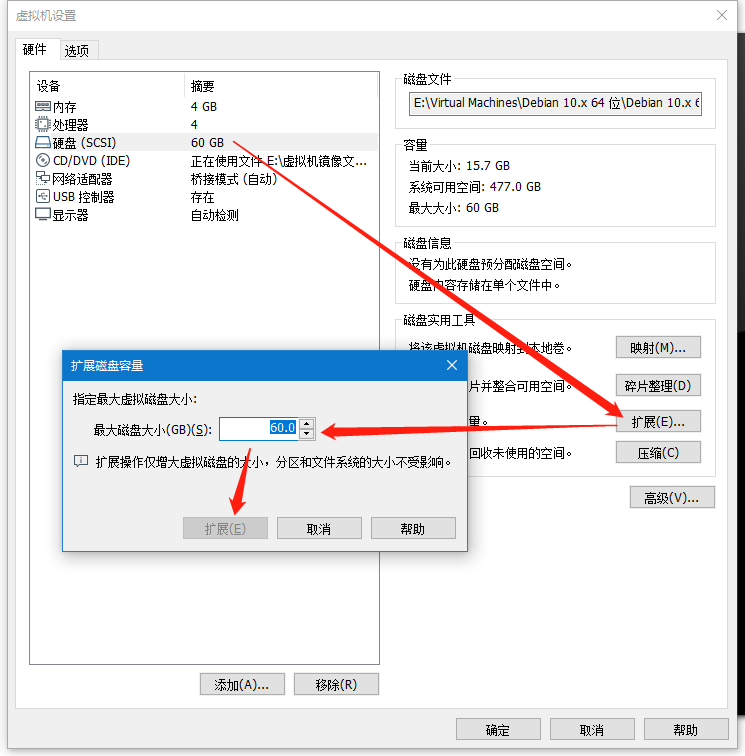 虚拟机设置
硬件 选项
设备 摘要
内存 4 GB
处理器 4
硬盘 (SCSI) 60 GB
CD/DVD (IDE) 正在使用文件 E:\虚拟机镜像文...
网络适配器 桥接模式 (自动)
USB 控制器 存在
显示器 自动检测
添加(A)... 移除(R)
磁盘文件
E:\Virtual Machines\Debian 10.x 64 位\Debian 10.x 6
容量
当前大小: 15.7 GB
系统可用空间: 477.0 GB
最大大小: 60 GB
磁盘信息
没有为此硬盘预分配磁盘空间。
硬盘内容存储在单个文件中。
磁盘实用工具
将该虚拟机磁盘映射到本地卷。 映射(M)...
片并整合可用空间。 碎片整理(D)
量。 扩展(E)...
回收未使用的空间。 压缩(C)
高级(V)...
扩展磁盘容量
指定最大虚拟磁盘大小:
最大磁盘大小(GB)(S): 60.0
扩展操作仅增大虚拟磁盘的大小，分区和文件系统的大小不受影响。
扩展(E) 取消 帮助
确定 取消 帮助